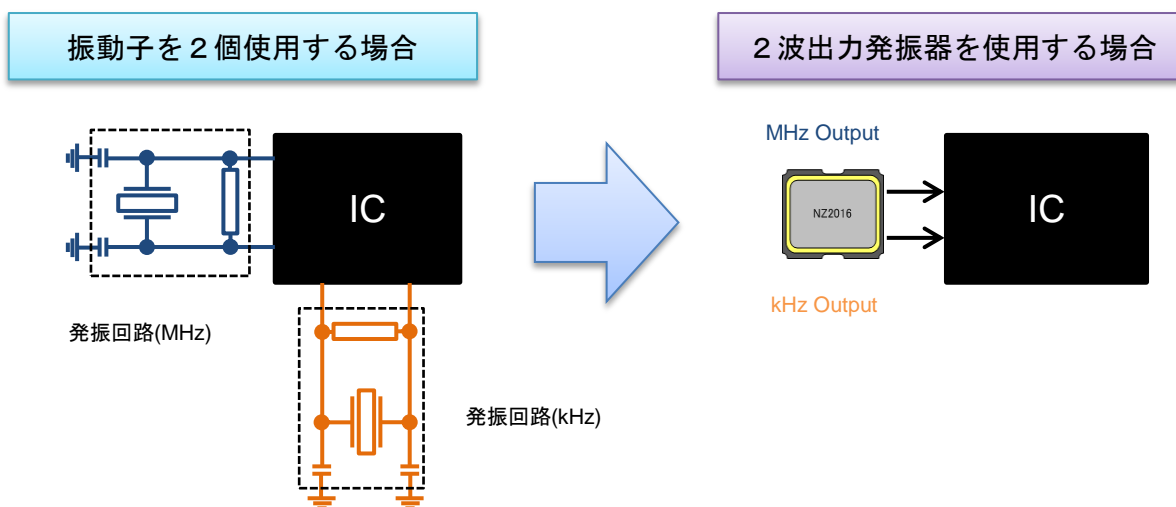 振動子を２個使用する場合
２波出力発振器を使用する場合
MHz Output
IC
NZ2016
IC
kHz Output
発振回路(MHz)
発振回路(kHz)